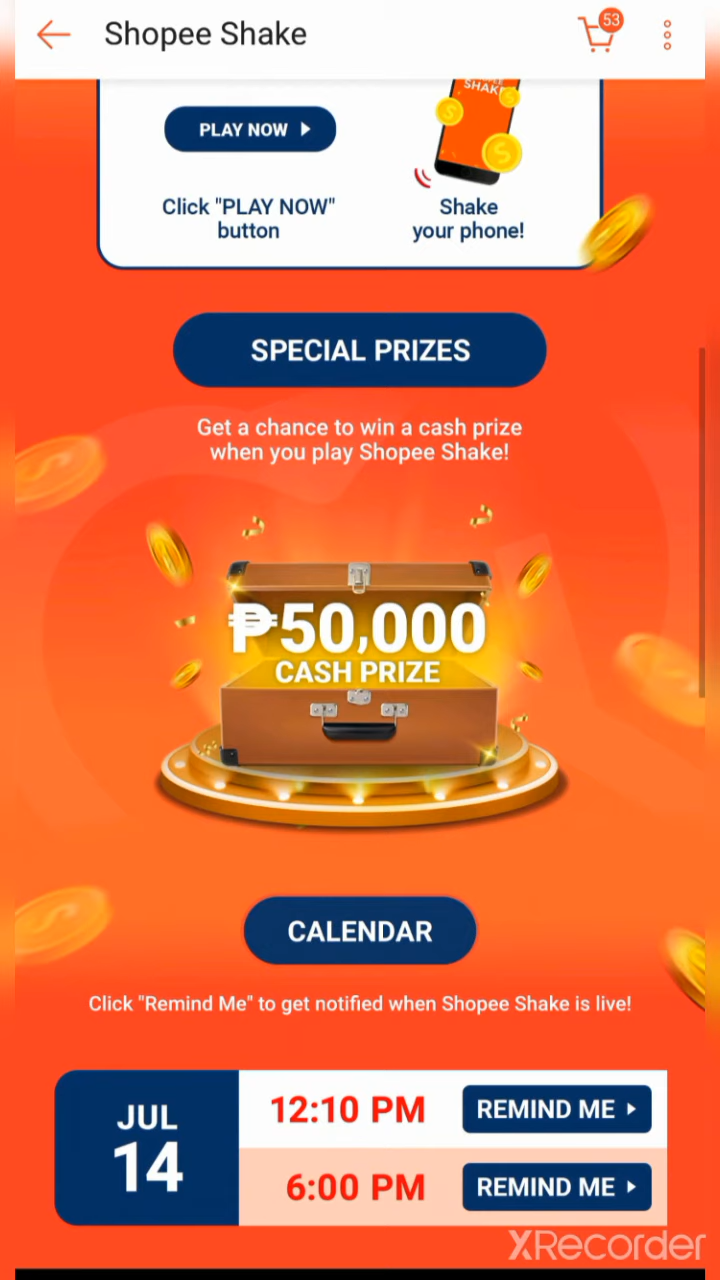 Shopee Shake
53
SHAKE
PLAY NOW
Click "PLAY NOW"
button
Shake
your phone!
SPECIAL PRIZES
Get a chance to win a cash prize
when you play Shopee Shake!
₱50,000
CASH PRIZE
CALENDAR
Click "Remind Me" to get notified when Shopee Shake is live!
JUL
14
12:10 PM
REMIND ME
6:00 PM
REMIND ME
XRecorder